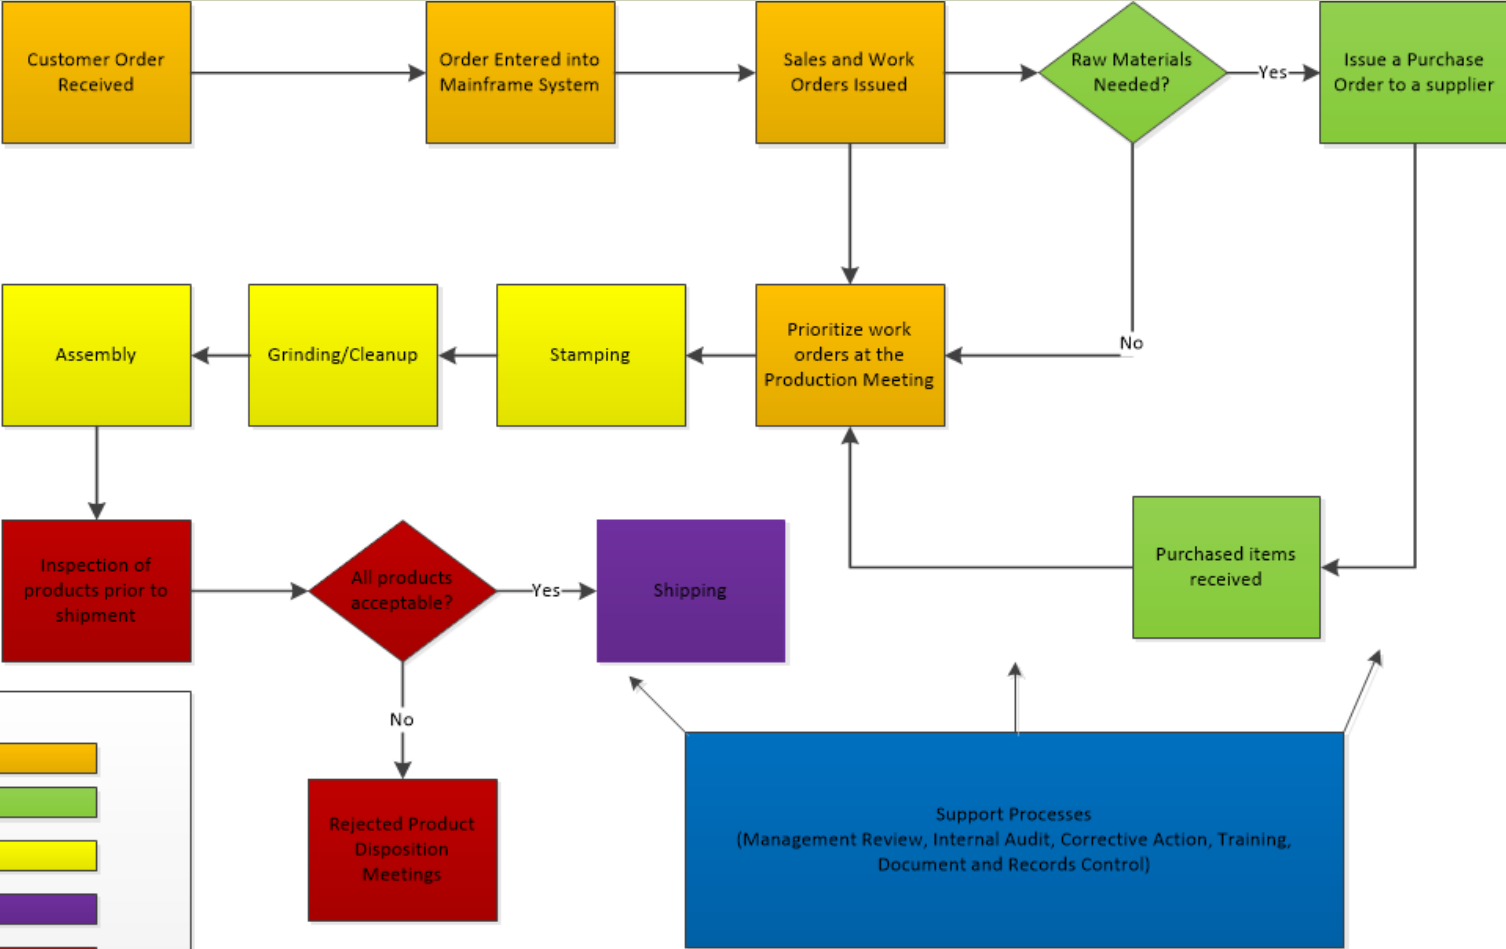 Customer Order
Received
Order Entered into
Mainframe System
Sales and Work
Orders Issued
Raw Materials
Needed?
Yes
Issue a Purchase
Order to a supplier
Assembly
Grinding/Cleanup
Stamping
Prioritize work
orders at the
Production Meeting
No
Inspection of
products prior to
shipment
All products
acceptable?
Yes
Shipping
Purchased items
received
No
Rejected Product
Disposition
Meetings
Support Processes
(Management Review, Internal Audit, Corrective Action, Training,
Document and Records Control)